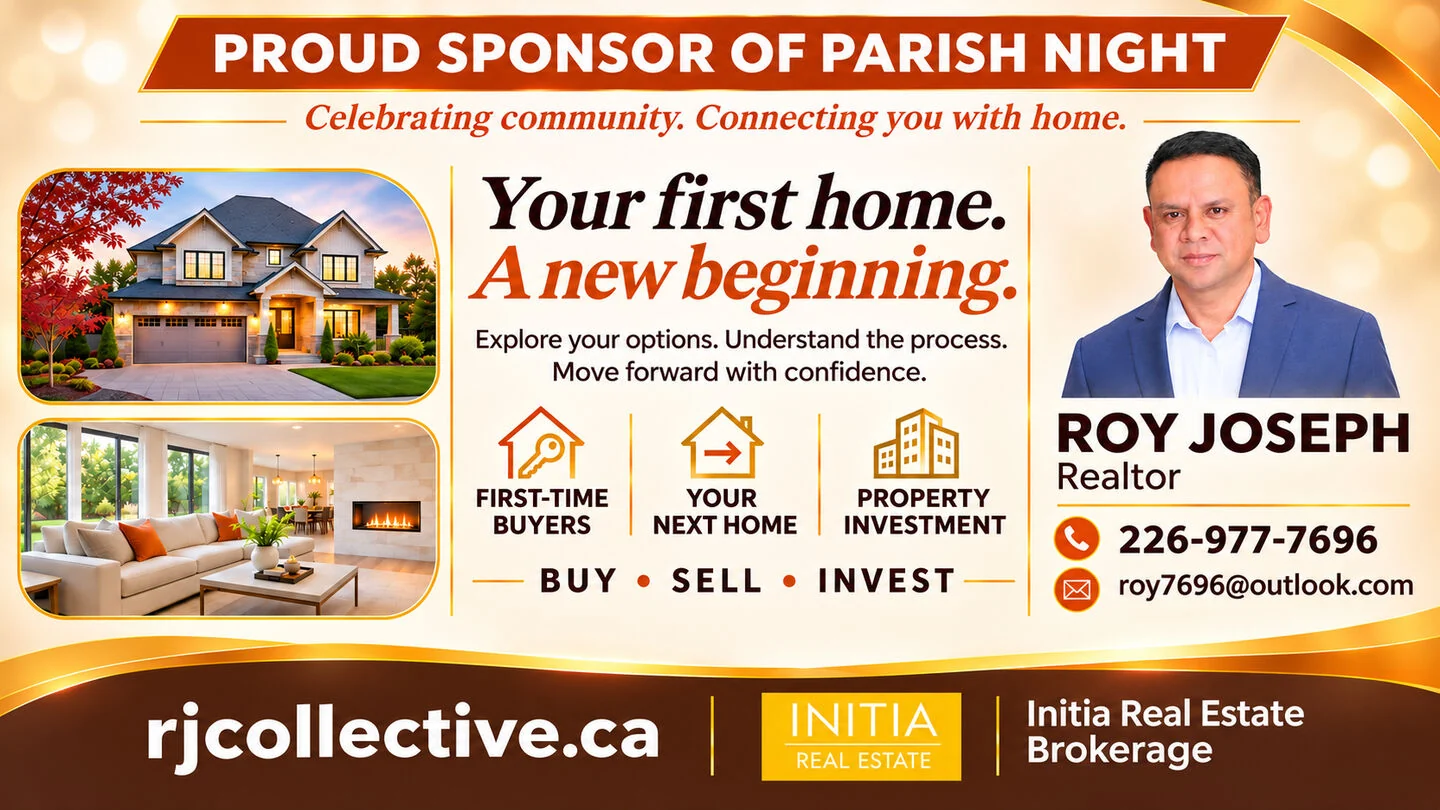 PROUD SPONSOR OF PARISH NIGHT
Celebrating community. Connecting you with home.
Your first home.
A new beginning.
Explore your options. Understand the process.
Move forward with confidence.
FIRST-TIME
BUYERS
YOUR
NEXT HOME
PROPERTY
INVESTMENT
BUY • SELL • INVEST
ROY JOSEPH
Realtor
226-977-7696
roy7696@outlook.com
rjcollective.ca
INITIA
REAL ESTATE
Initia Real Estate
Brokerage